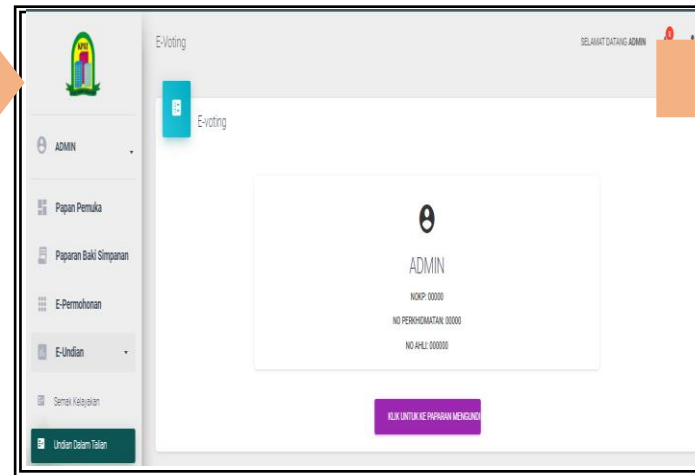 E-Voting
SELAMAT DATANG ADMIN
E-voting
ADMIN
Papan Pemuka
Paparan Baki Simpanan
E-Permohonan
E-Undian
Semak Kelayakan
Undian Dalam Talian
ADMIN
NOKP: 00000
NO PERKHIDMATAN: 00000
NO AHLI: 000000
KLIK UNTUK KE PAPARAN MENGUNDI